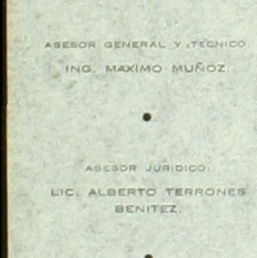 ASESOR GENERAL Y TECNICO.
ING. MAXIMO MUÑOZ.
ASESOR JURIDICO.
LIC. ALBERTO TERRONES
BENITEZ.